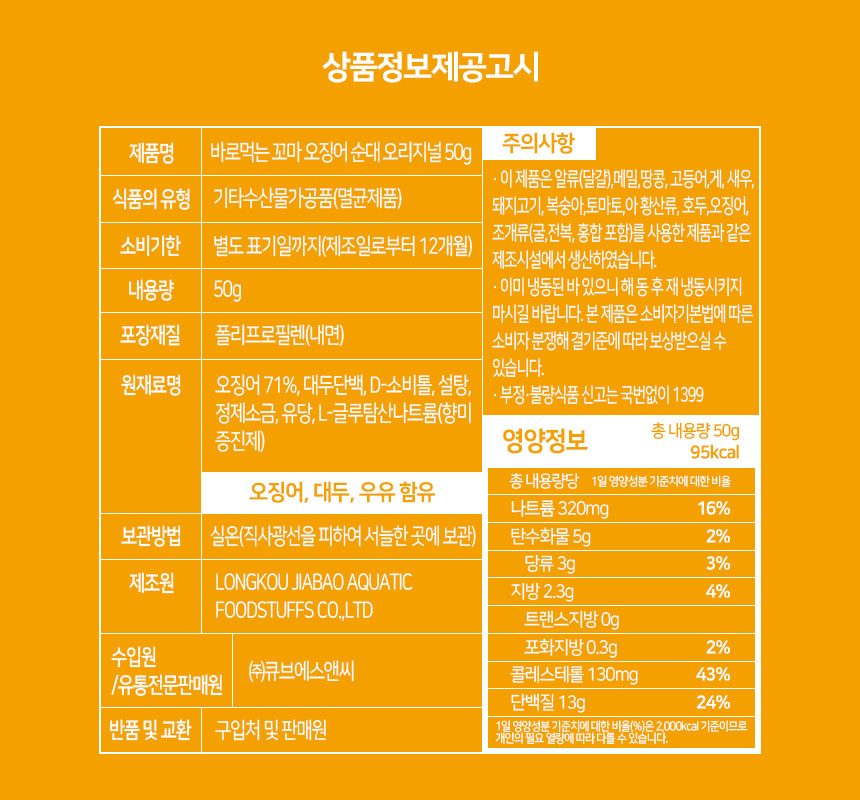 상품정보제공고시
제품명 바로먹는 꼬마 오징어 순대 오리지널 50g
식품의 유형 기타수산물가공품(멸균제품)
소비기한 별도 표기일까지(제조일로부터 12개월)
내용량 50g
포장재질 폴리프로필렌(내면)
원재료명 오징어 71%, 대두단백, D-소비톨, 설탕,
정제소금, 유당, L-글루탐산나트륨(향미
증진제)
오징어, 대두, 우유 함유
보관방법 실온(직사광선을 피하여 서늘한 곳에 보관)
제조원 LONGKOU JIABAO AQUATIC
FOODSTUFFS CO.,LTD
수입원
/유통전문판매원 ㈜큐브에스앤씨
반품 및 교환 구입처 및 판매원
주의사항
· 이 제품은 알류(달걀),메밀,땅콩, 고등어,게, 새우,
돼지고기, 복숭아,토마토,아 황산류, 호두,오징어,
조개류(굴,전복, 홍합 포함)를 사용한 제품과 같은
제조시설에서 생산하였습니다.
· 이미 냉동된 바 있으니 해 동 후 재 냉동시키지
마시길 바랍니다. 본 제품은 소비자기본법에 따른
소비자 분쟁해 결기준에 따라 보상받으실 수
있습니다.
· 부정·불량식품 신고는 국번없이 1399
영양정보 총 내용량 50g
95kcal
총 내용량당 1일 영양성분 기준치에 대한 비율
나트륨 320mg 16%
탄수화물 5g 2%
당류 3g 3%
지방 2.3g 4%
트랜스지방 0g
포화지방 0.3g 2%
콜레스테롤 130mg 43%
단백질 13g 24%
1일 영양성분 기준치에 대한 비율(%)은 2,000kcal 기준이므로
개인의 필요 열량에 따라 다를 수 있습니다.